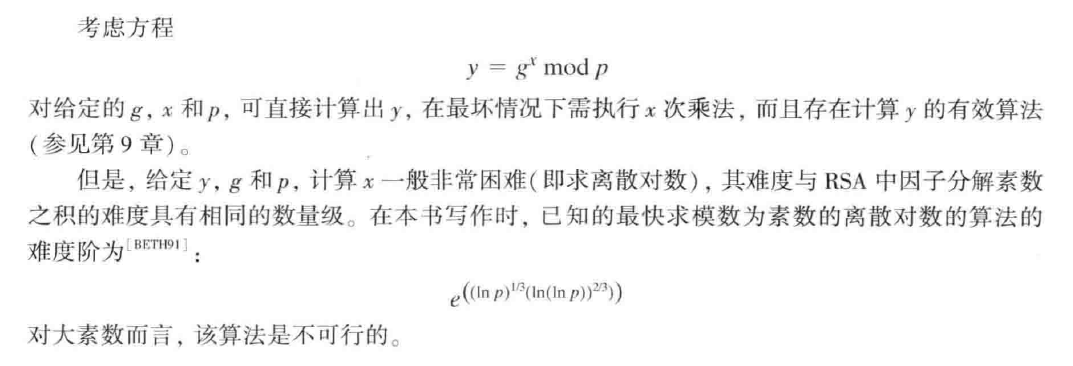 考虑方程
y = gˣ mod p
对给定的 g, x 和 p, 可直接计算出 y, 在最坏情况下需执行 x 次乘法, 而且存在计算 y 的有效算法
(参见第 9 章)。
但是, 给定 y, g 和 p, 计算 x 一般非常困难(即求离散对数), 其难度与 RSA 中因子分解素数
之积的难度具有相同的数量级。在本书写作时, 已知的最快求模数为素数的离散对数的算法的
难度阶为[BETH91]:
e^((ln p)^{1/3}(ln(ln p))^{2/3}))
对大素数而言, 该算法是不可行的。